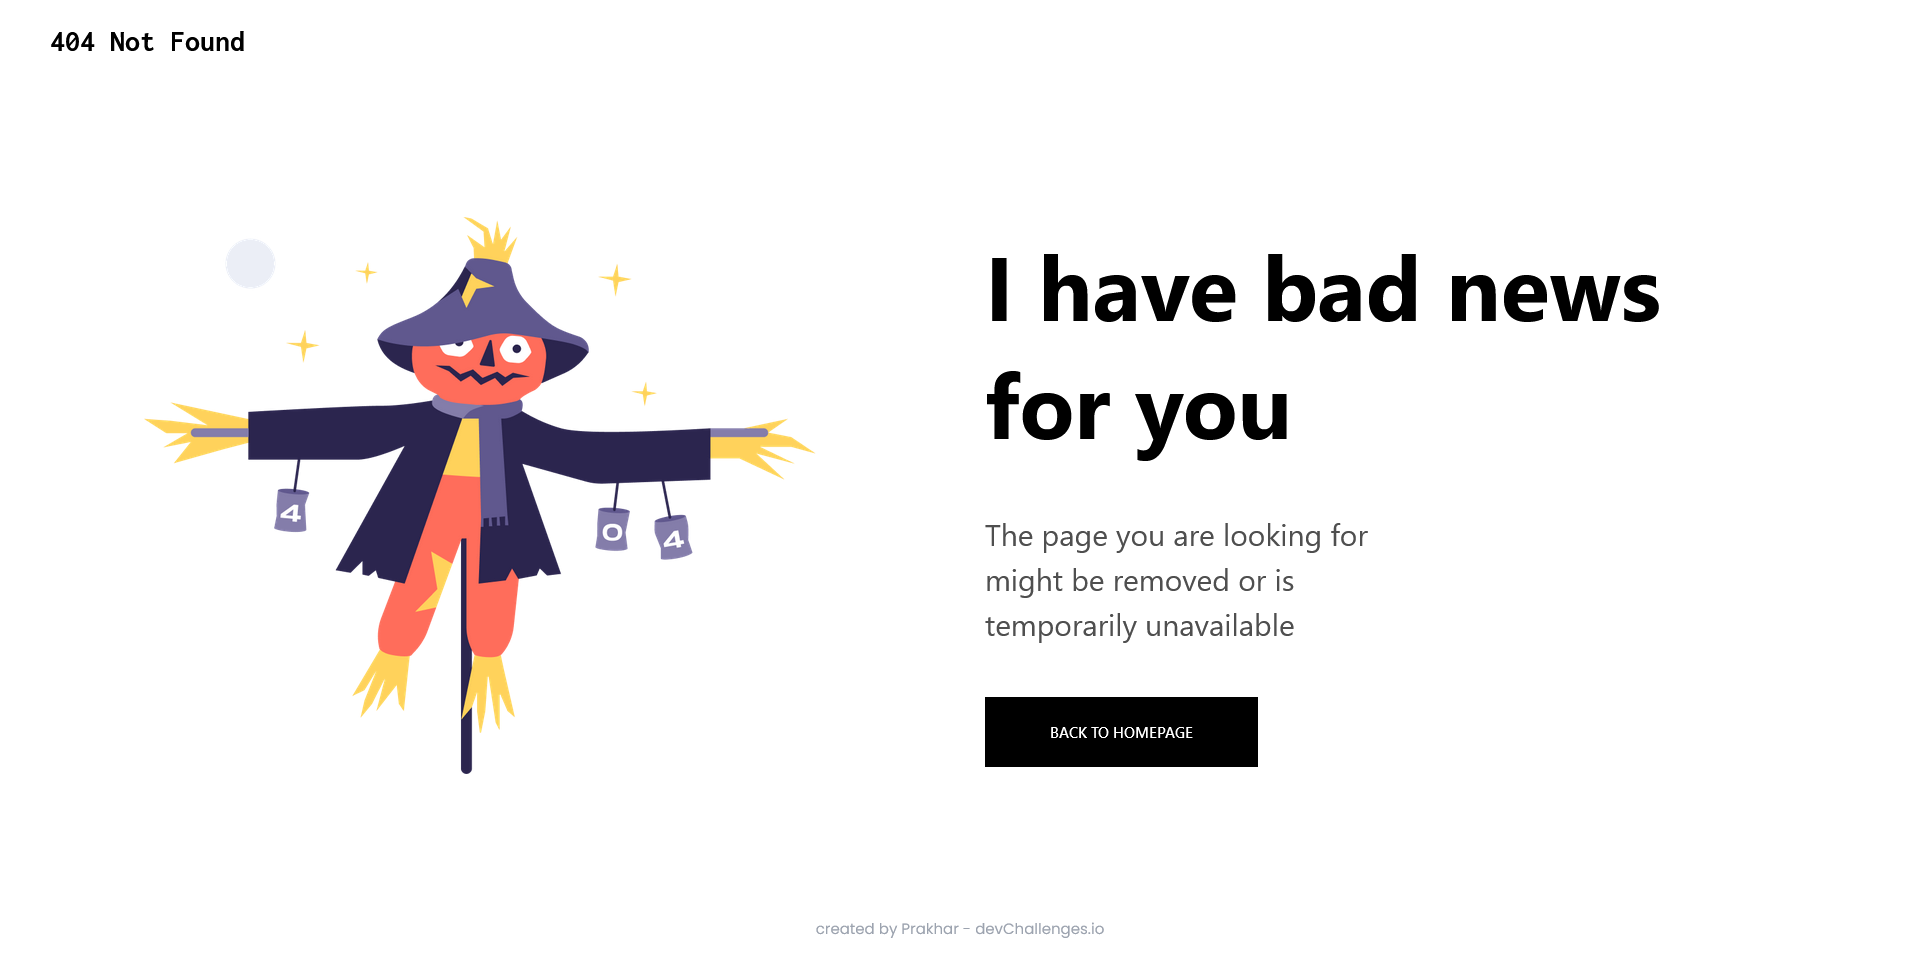 404 Not Found
4
0
4
I have bad news
for you
The page you are looking for
might be removed or is
temporarily unavailable
BACK TO HOMEPAGE
created by Prakhar - devChallenges.io